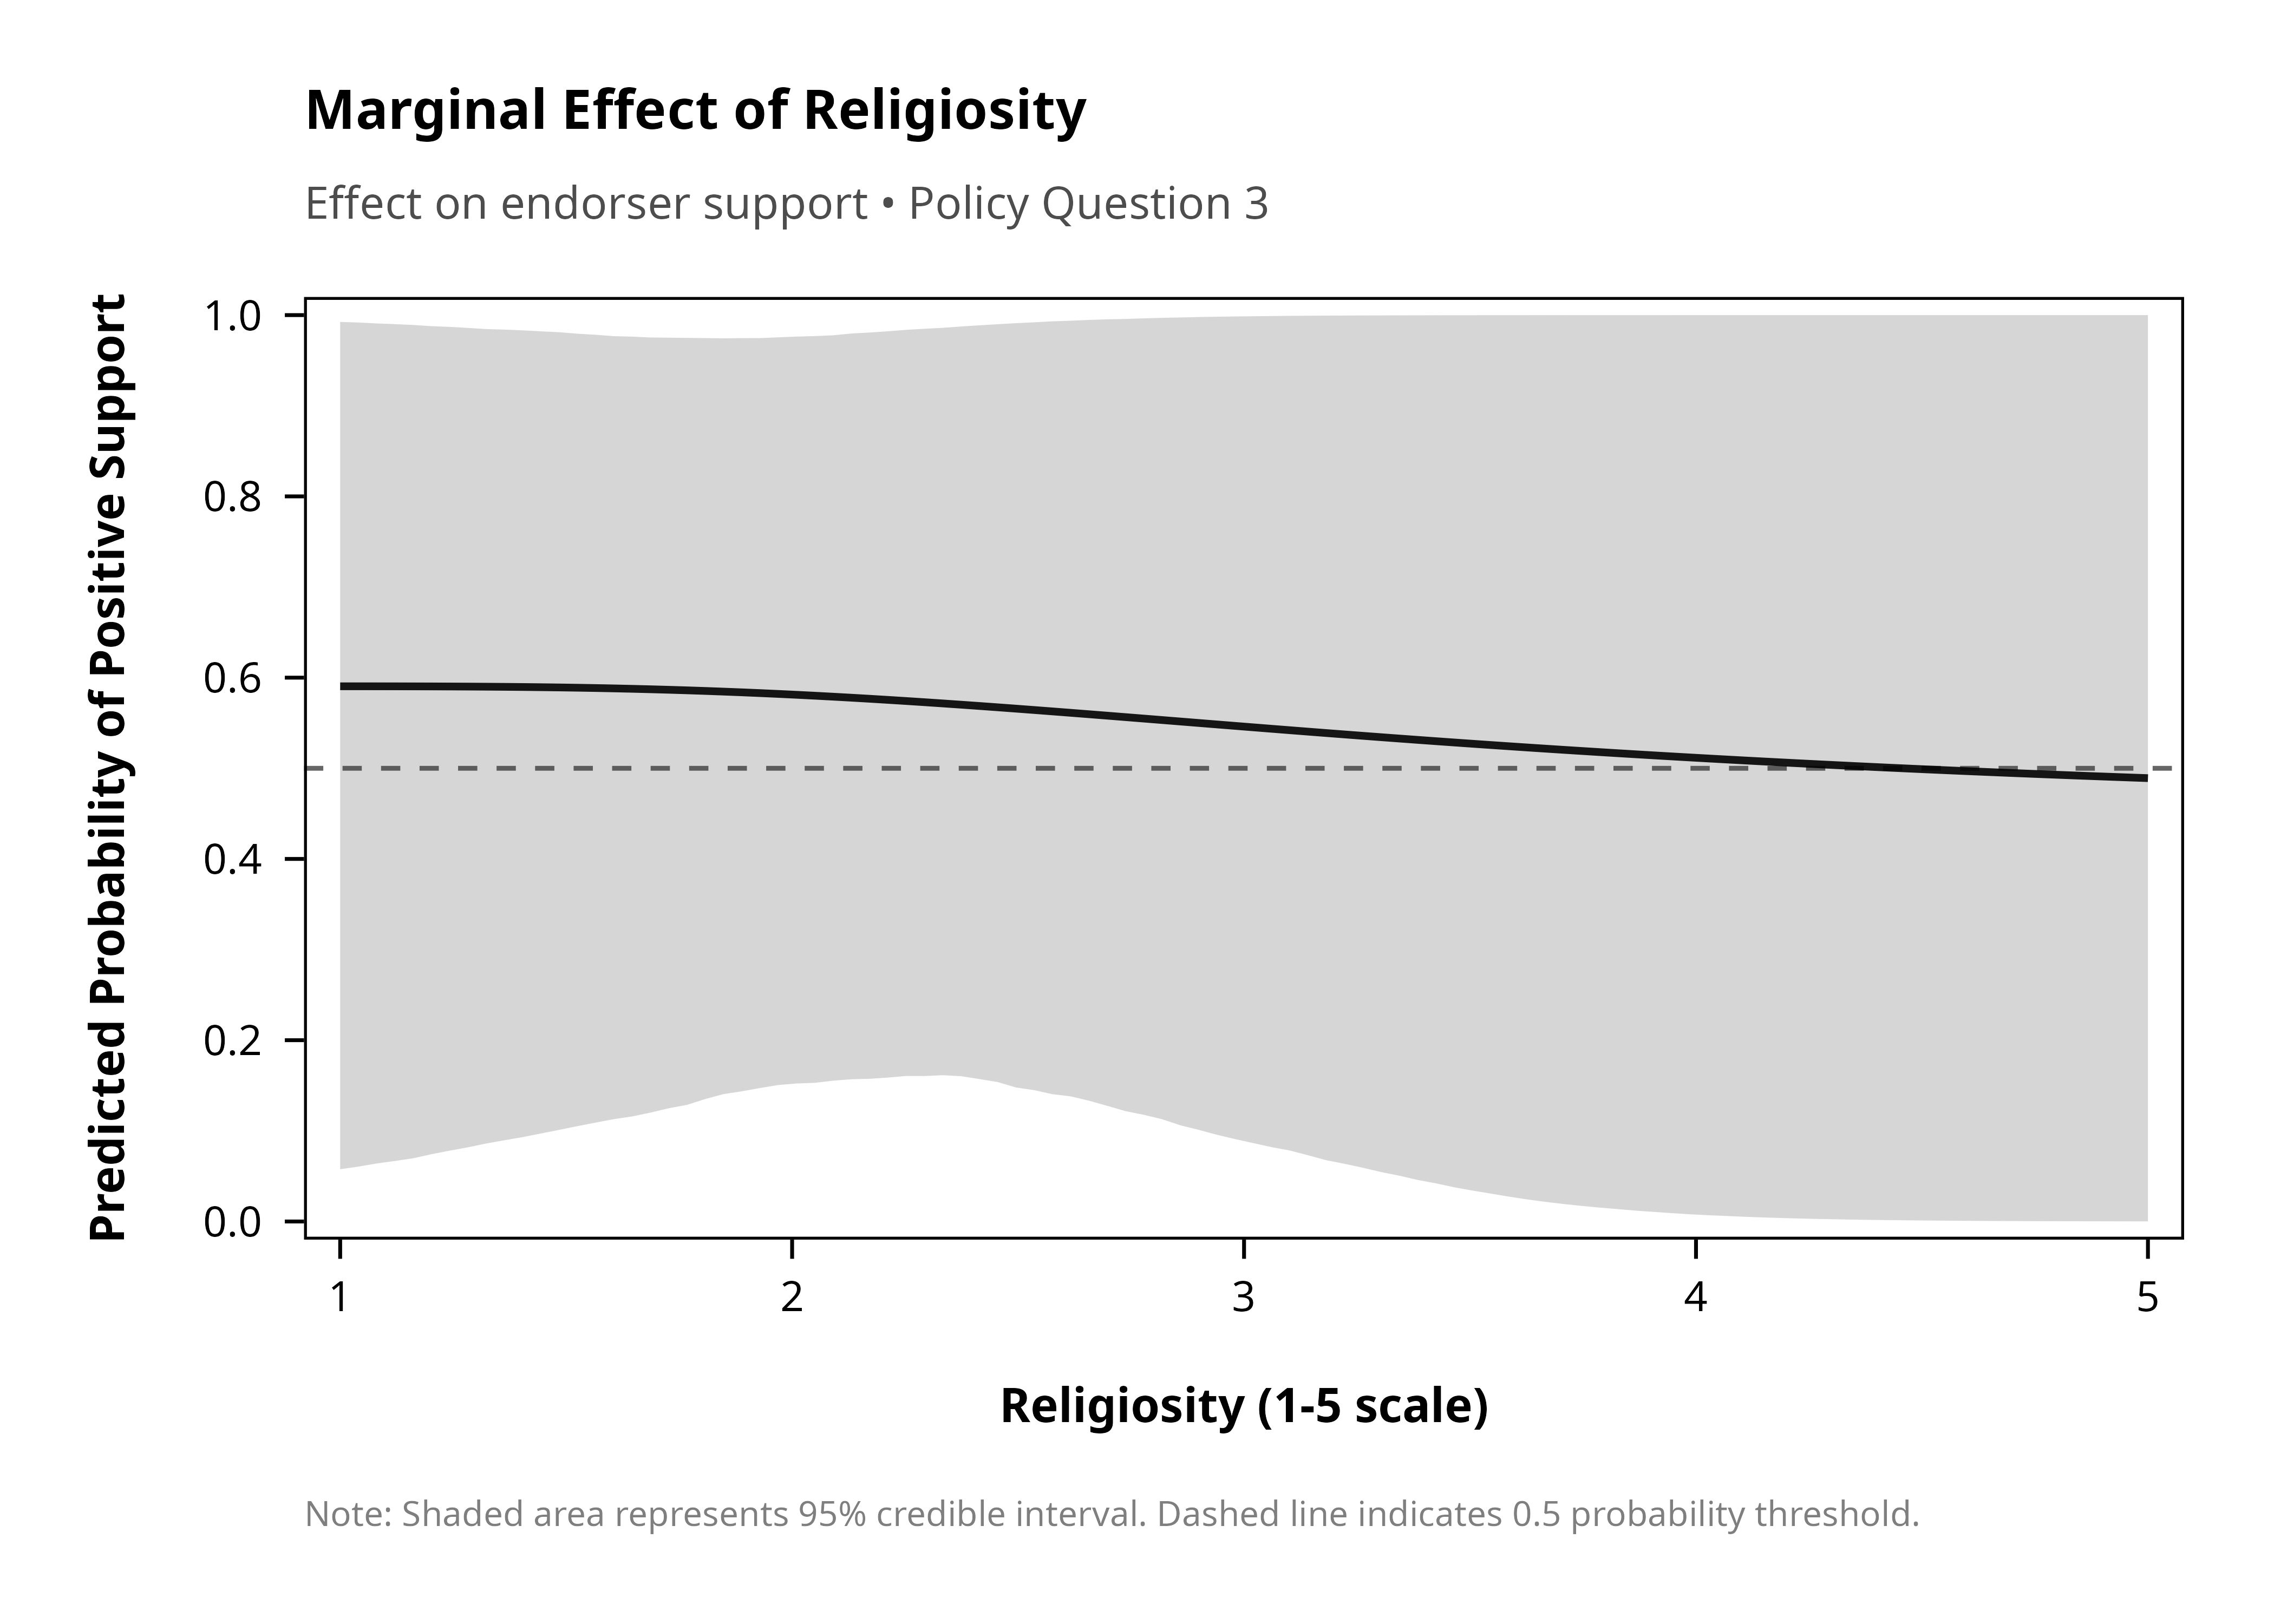 Marginal Effect of Religiosity
Effect on endorser support • Policy Question 3
Predicted Probability of Positive Support
1.0
0.8
0.6
0.4
0.2
0.0
1 2 3 4 5
Religiosity (1-5 scale)
Note: Shaded area represents 95% credible interval. Dashed line indicates 0.5 probability threshold.